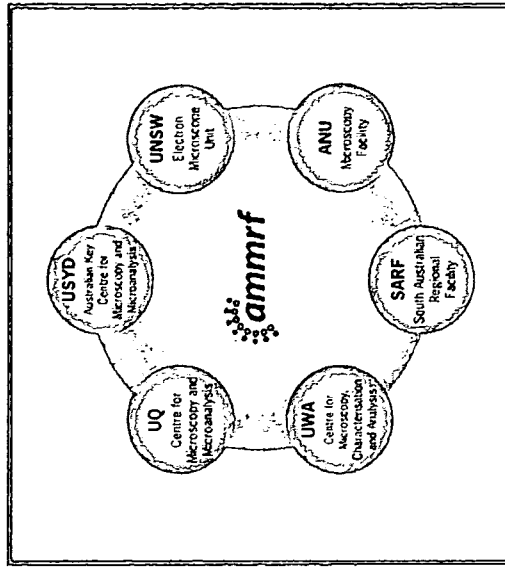 USYD
Australian Key
Centre for
Microscopy and
Microanalysis
UQ
Centre for
Microscopy and
Microanalysis
UNSW
Electron
Microscope
Unit
ammrf
UWA
Centre for
Microscopy,
Characterisation
and Analysis
ANU
Microscopy
Facility
SARF
South Australian
Regional
Facility